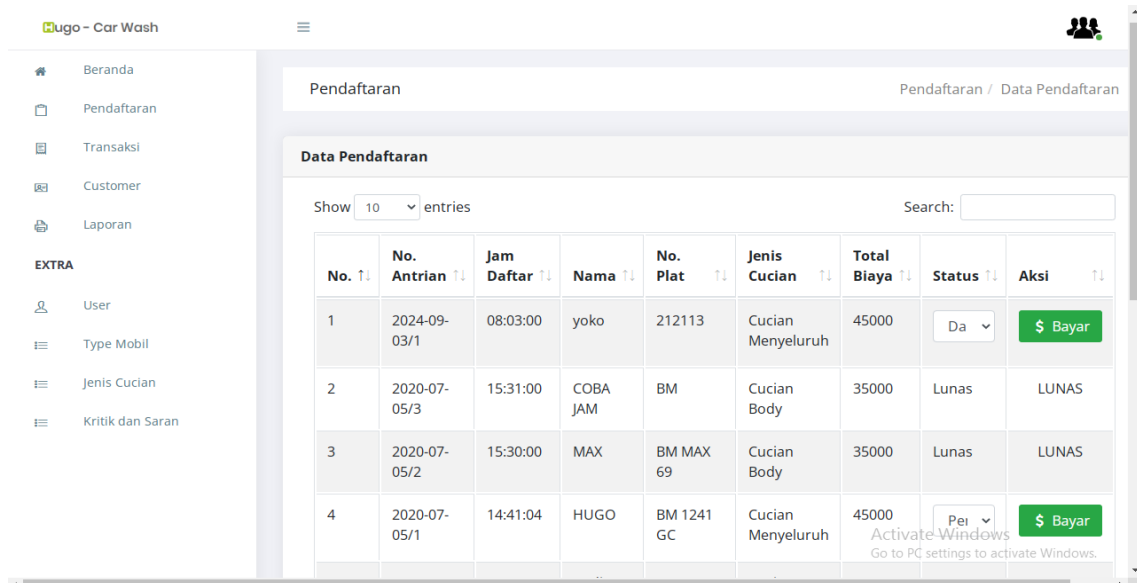 Hugo - Car Wash
Beranda
Pendaftaran
Transaksi
Customer
Laporan
EXTRA
User
Type Mobil
Jenis Cucian
Kritik dan Saran
Pendaftaran
Pendaftaran / Data Pendaftaran
Data Pendaftaran
Show 10 entries
Search:
No.
No. Antrian
Jam Daftar
Nama
No. Plat
Jenis Cucian
Total Biaya
Status
Aksi
1 2024-09-03/1 08:03:00 yoko 212113 Cucian Menyeluruh 45000 Da $ Bayar
2 2020-07-05/3 15:31:00 COBA JAM BM Cucian Body 35000 Lunas LUNAS
3 2020-07-05/2 15:30:00 MAX BM MAX 69 Cucian Body 35000 Lunas LUNAS
4 2020-07-05/1 14:41:04 HUGO BM 1241 GC Cucian Menyeluruh 45000 $ Bayar
Activate Windows
Go to PC settings to activate Windows.